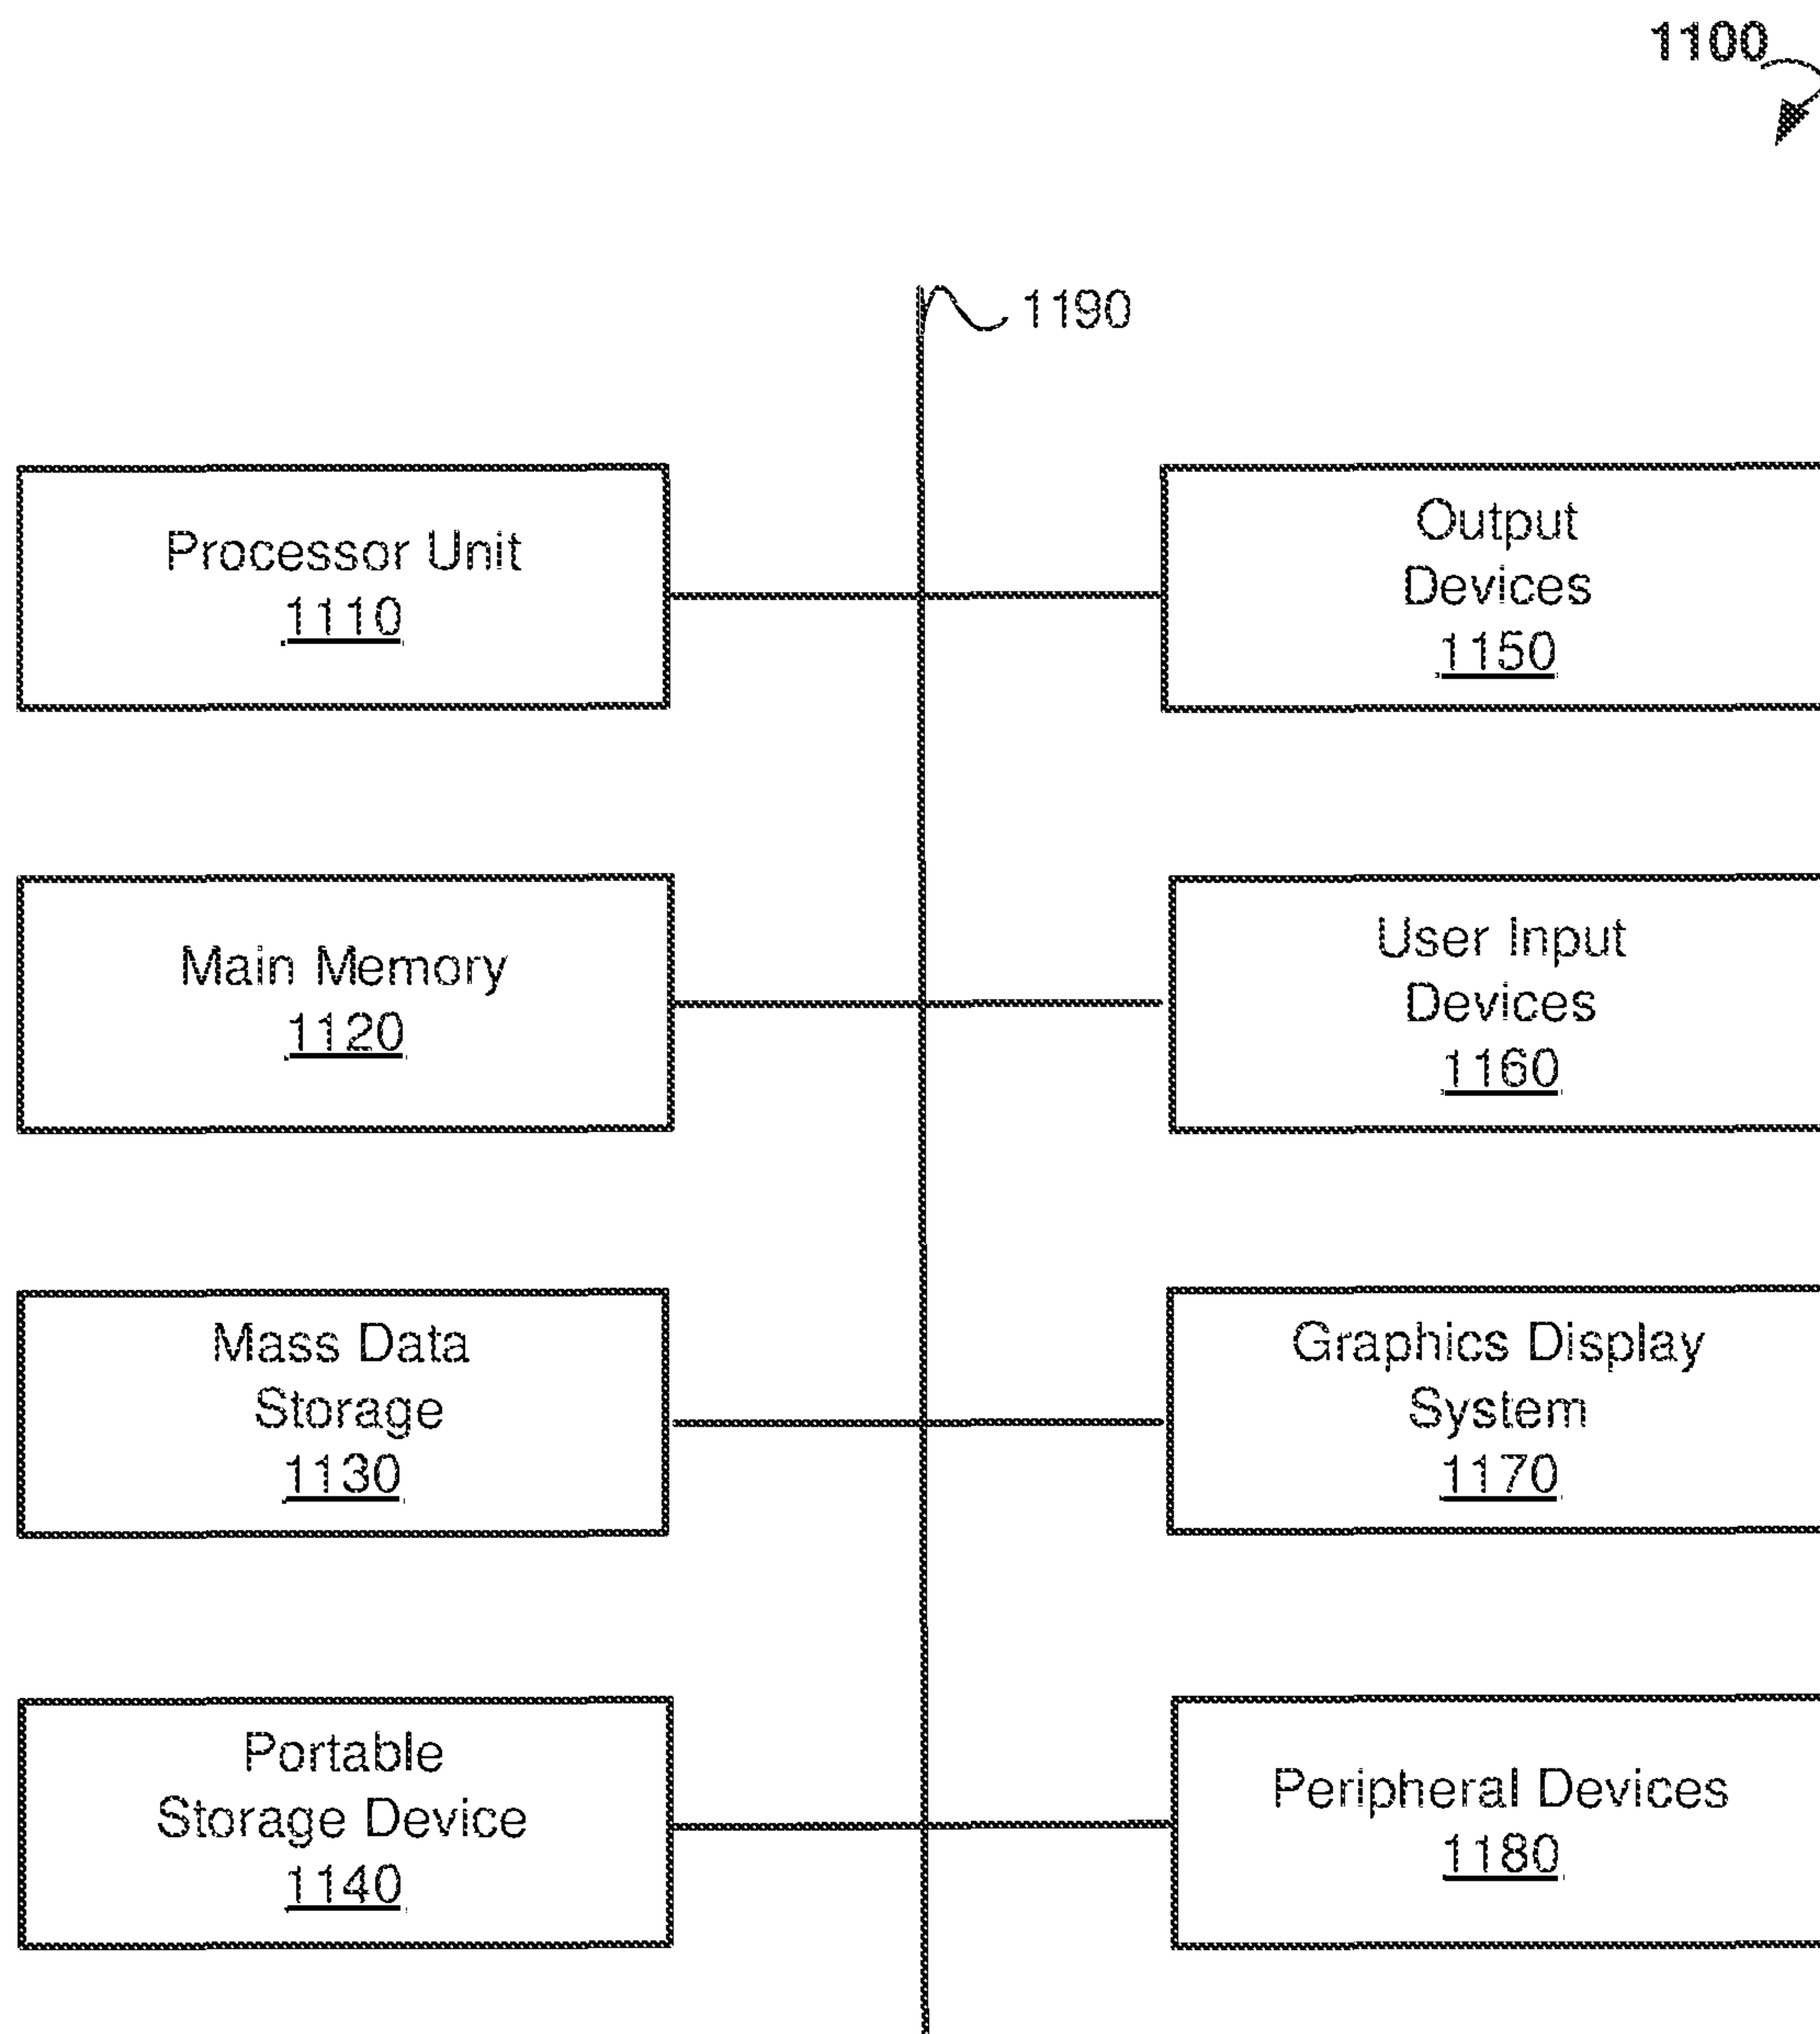 1100
1190
Processor Unit
1110
Output
Devices
1150
Main Memory
1120
User Input
Devices
1160
Mass Data
Storage
1130
Graphics Display
System
1170
Portable
Storage Device
1140
Peripheral Devices
1180